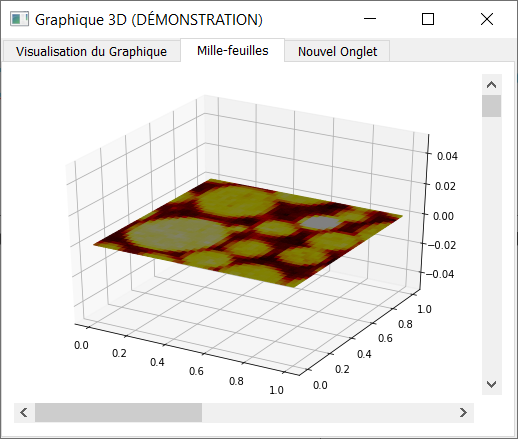 Graphique 3D (DÉMONSTRATION)
Visualisation du Graphique Mille-feuilles Nouvel Onglet
0.04
0.02
0.00
−0.02
−0.04
0.0 0.2 0.4 0.6 0.8 1.0
0.0 0.2 0.4 0.6 0.8 1.0